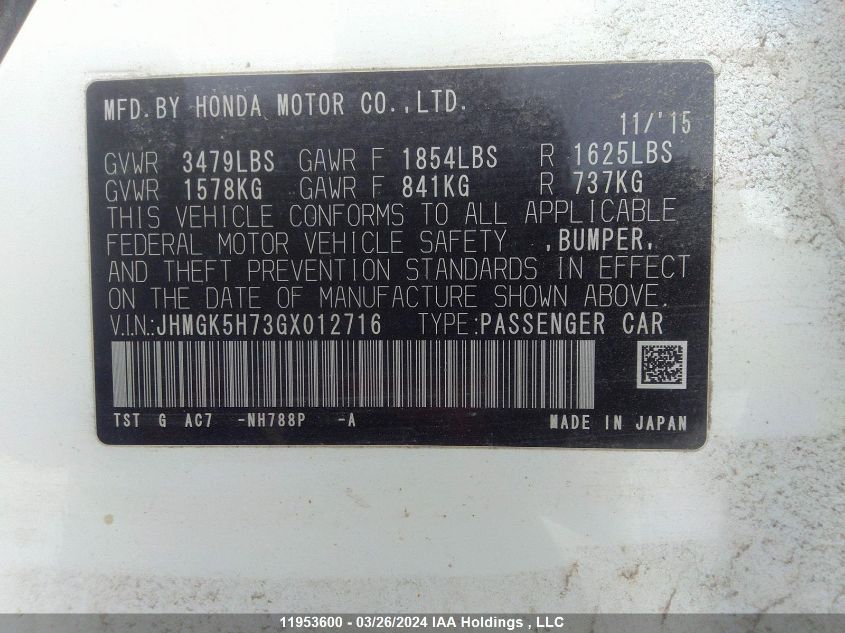 MFD.BY HONDA MOTOR CO.,LTD.
11/'15
GVWR 3479LBS GAWR F 1854LBS R 1625LBS
GVWR 1578KG GAWR F 841KG R 737KG
THIS VEHICLE CONFORMS TO ALL APPLICABLE
FEDERAL MOTOR VEHICLE SAFETY ,BUMPER,
AND THEFT PREVENTION STANDARDS IN EFFECT
ON THE DATE OF MANUFACTURE SHOWN ABOVE.
V.I.N.:JHMGK5H73GX012716 TYPE:PASSENGER CAR
TST G AC7 -NH788P -A MADE IN JAPAN
11953600 - 03/26/2024 IAA Holdings , LLC